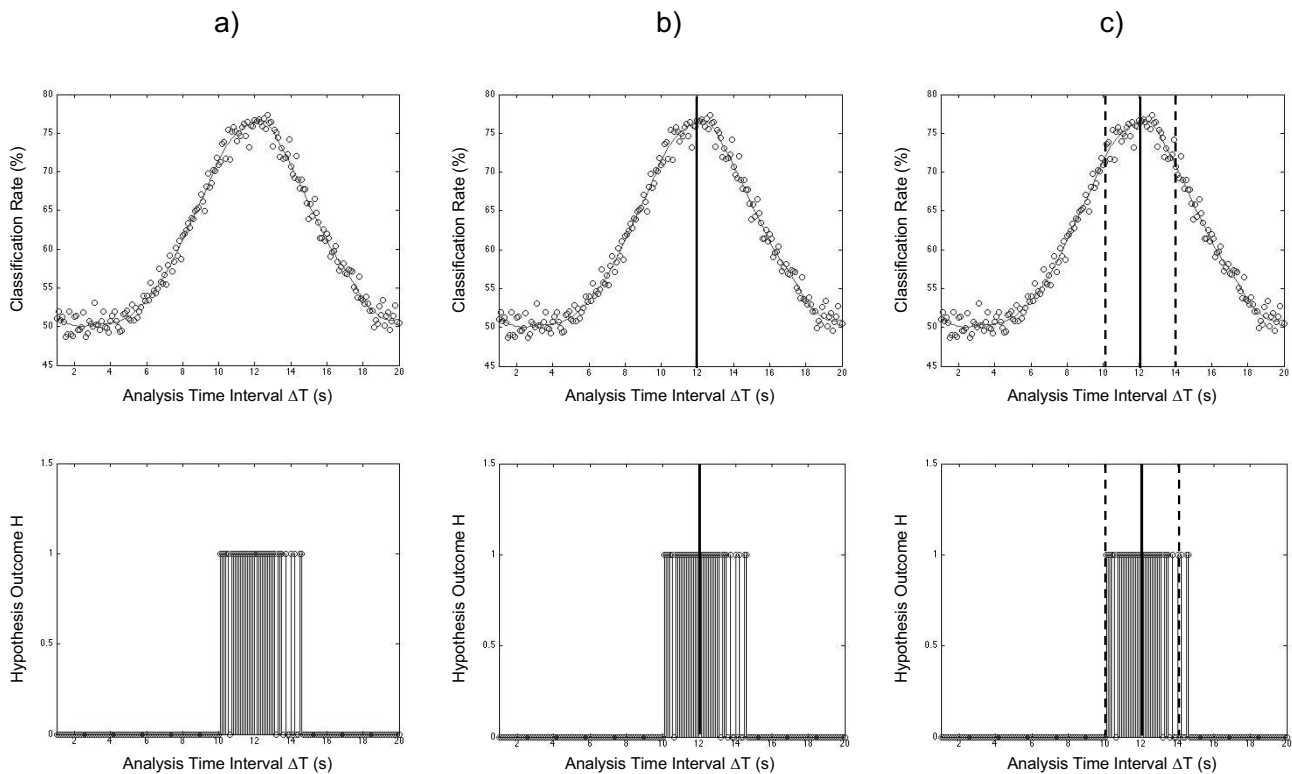 a)
b)
c)
80
75
70
65
60
55
50
45
Classification Rate (%)
2 4 6 8 10 12 14 16 18 20
Analysis Time Interval ΔT (s)
80
75
70
65
60
55
50
45
Classification Rate (%)
2 4 6 8 10 12 14 16 18 20
Analysis Time Interval ΔT (s)
80
75
70
65
60
55
50
45
Classification Rate (%)
2 4 6 8 10 12 14 16 18 20
Analysis Time Interval ΔT (s)
1.5
1
0.5
0
Hypothesis Outcome H
2 4 6 8 10 12 14 16 18 20
Analysis Time Interval ΔT (s)
1.5
1
0.5
0
Hypothesis Outcome H
2 4 6 8 10 12 14 16 18 20
Analysis Time Interval ΔT (s)
1.5
1
0.5
0
Hypothesis Outcome H
2 4 6 8 10 12 14 16 18 20
Analysis Time Interval ΔT (s)